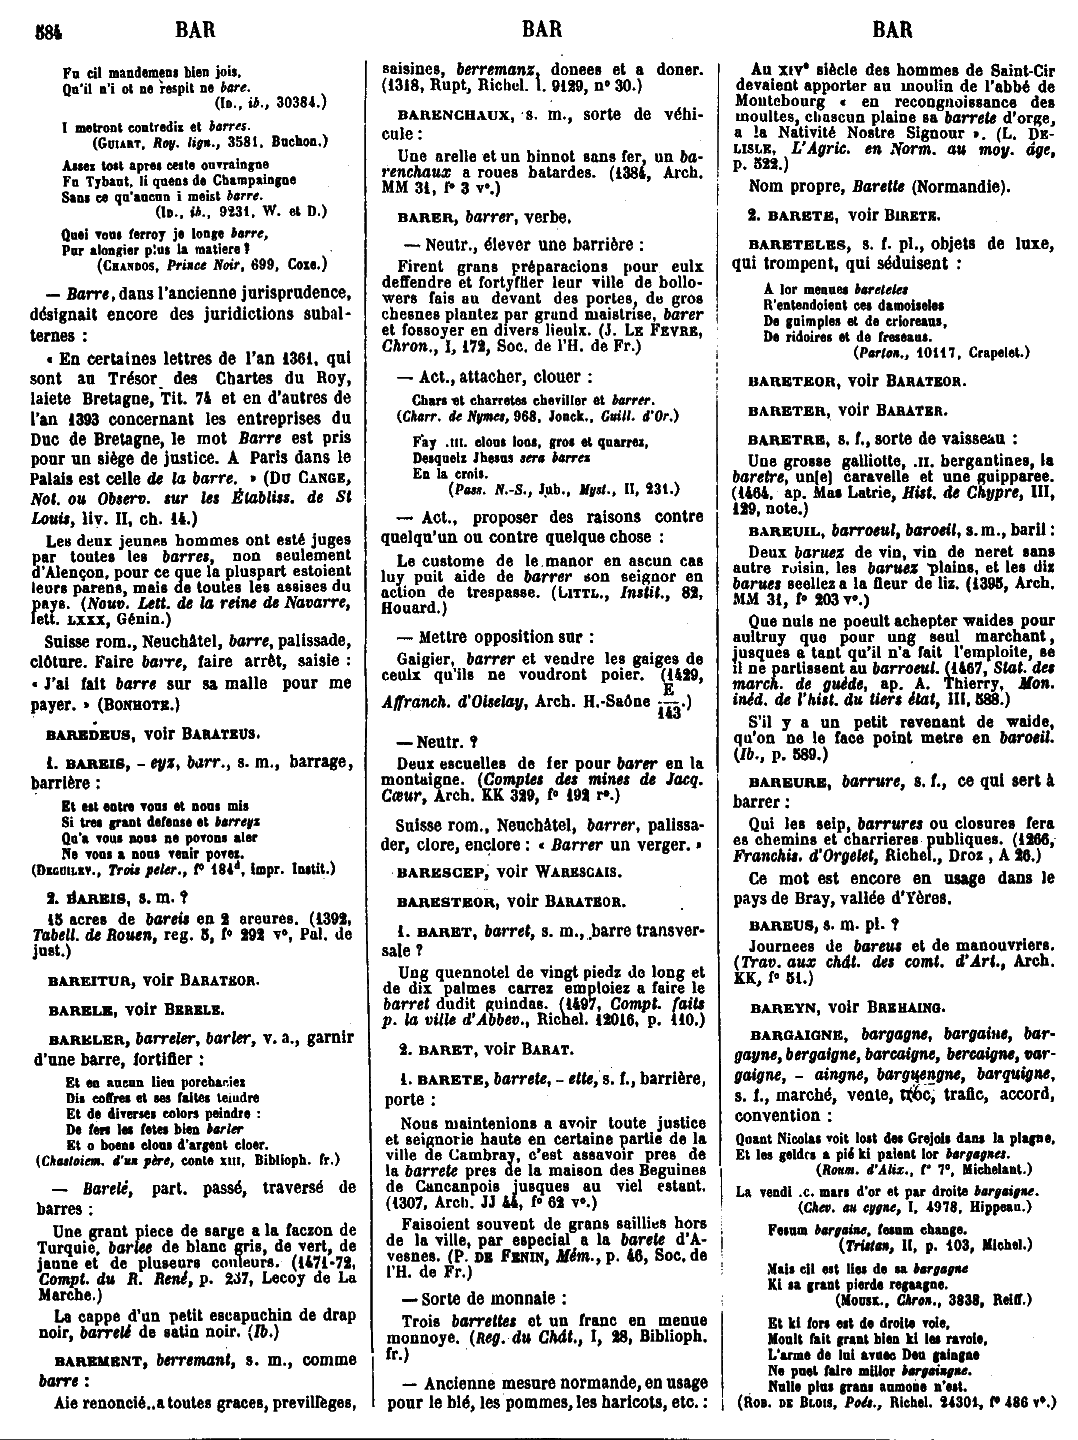 584 BAR BAR BAR
Fu cil mandemens bien jois,
Qu'il n'i ot ne respit ne bare.
(ID., ib., 30384.)
I metront contredix et barres.
(GUIART, Roy. lign., 3581, Buchon.)
Assez tost apres ceste ouvraingne
Fu Tybaut, li quens de Champaingne
Sans ce qu'aucun i meist barre.
(ID., ib., 9231, W. et D.)
Quei vous ferroy je longe barre,
Pur alongier plus la matiere ?
(CHANDOS, Prince Noir, 699, Coxe.)
— Barre, dans l'ancienne jurisprudence,
désignait encore des juridictions subal-
ternes :
« En certaines lettres de l'an 1361, qui
sont au Trésor des Chartes du Roy,
laiete Bretagne, Tit. 74 et en d'autres de
l'an 1393 concernant les entreprises du
Duc de Bretagne, le mot Barre est pris
pour un siège de justice. A Paris dans le
Palais est celle de la barre. » (DU CANGE,
Not. ou Observ. sur les Établiss. de St
Louis, liv. II, ch. 14.)
Les deux jeunes hommes ont esté juges
par toutes les barres, non seulement
d'Alençon, pour ce que la pluspart estoient
leurs parens, mais de toutes les assises du
pays. (Nouv. Lett. de la reine de Navarre,
lett. LXXX, Génin.)
Suisse rom., Neuchâtel, barre, palissade,
clôture. Faire barre, faire arrêt, saisie :
« J'ai fait barre sur sa malle pour me
payer. » (BONHOTE.)
BAREDEUS, voir BARATEUS.
1. BAREIS, - eyz, barr., s. m., barrage,
barrière :
Et est entre vous et nous mis
Si tres grant defense et barreyz
Qu'a vous nous ne povons aler
Ne vous a nous venir povez.
(DEGUILEV., Trois peler., f° 184d, impr. Instit.)
2. BAREIS, s. m. ?
15 acres de bareis en 2 areures. (1392,
Tabell. de Rouen, reg. 5, f° 292 v°, Pal. de
just.)
BAREITUR, voir BARATEOR.
BARELE, voir BERELE.
BARELER, barreler, barler, v. a., garnir
d'une barre, fortifier :
Et en aucun lieu porchaciez
Dis coffres et ses faites teindre
Et de diverses colors peindre :
De fers les fetes bien barler
Et o boens clous d'argent cloer.
(Chastoiem. d'un père, conte XIII, Biblioph. fr.)
— Barelé, part. passé, traversé de
barres :
Une grant piece de sarge a la faczon de
Turquie, barlee de blanc gris, de vert, de
jaune et de pluseurs couleurs. (1471-72,
Compt. du R. René, p. 237, Lecoy de La
Marche.)
La cappe d'un petit escapuchin de drap
noir, barrelé de satin noir. (Ib.)
BAREMENT, berremant, s. m., comme
barre :
Aie renoncié..a toutes graces, previlleges,
saisines, berremanz, donees et a doner.
(1318, Rupt, Richel. l. 9129, n° 30.)
BARENCHAUX, s. m., sorte de véhi-
cule :
Une arelle et un binnot sans fer, un ba-
renchaux a roues batardes. (1384, Arch.
MM 31, f° 3 v°.)
BARER, barrer, verbe.
— Neutr., élever une barrière :
Firent grans préparacions pour eulx
deffendre et fortyffier leur ville de bollo-
wers fais au devant des portes, de gros
chesnes plantez par grand maistrise, barer
et fossoyer en divers lieulx. (J. LE FEVRE,
Chron., I, 172, Soc. de l'H. de Fr.)
— Act., attacher, clouer :
Chars et charretes cheviller et barrer.
(Charr. de Nymes, 968, Jonck., Guill. d'Or.)
Fay .III. clous lons, gros et quarrez,
Desquelz Jhesus sera barrez
En la crois.
(Pass. N.-S., Jub., Myst., II, 231.)
— Act., proposer des raisons contre
quelqu'un ou contre quelque chose :
Le custome de le manor en ascun cas
luy puit aide de barrer son seignor en
action de trespasse. (LITTL., Instit., 82,
Houard.)
— Mettre opposition sur :
Gaigier, barrer et vendre les gaiges de
ceulx qu'ils ne voudront poier. (1429,
Affranch. d'Oiselay, Arch. H.-Saône E/143.)
— Neutr. ?
Deux escuelles de fer pour barer en la
montaigne. (Comptes des mines de Jacq.
Cœur, Arch. KK 329, f° 192 r°.)
Suisse rom., Neuchâtel, barrer, palissa-
der, clore, enclore : « Barrer un verger. »
BARESCEP, voir WARESCAIS.
BARESTEOR, voir BARATEOR.
1. BARET, barret, s. m., barre transver-
sale ?
Ung quennotel de vingt piedz de long et
de dix palmes carrez emploiez a faire le
barret dudit guindas. (1497, Compt. faits
p. la ville d'Abbev., Richel. 12016, p. 110.)
2. BARET, voir BARAT.
1. BARETE, barrete, - ette, s. f., barrière,
porte :
Nous maintenions a avoir toute justice
et seignorie haute en certaine partie de la
ville de Cambray, c'est assavoir pres de
la barrete pres de la maison des Beguines
de Cancanpois jusques au viel estant.
(1307, Arch. JJ 44, f° 62 v°.)
Faisoient souvent de grans saillies hors
de la ville, par especial a la barete d'A-
vesnes. (P. DE FENIN, Mém., p. 46, Soc. de
l'H. de Fr.)
— Sorte de monnaie :
Trois barrettes et un franc en menue
monnoye. (Reg. du Chât., I, 28, Biblioph.
fr.)
— Ancienne mesure normande, en usage
pour le blé, les pommes, les haricots, etc. :
Au XIV° siècle des hommes de Saint-Cir
devaient apporter au moulin de l'abbé de
Montebourg « en recongnoissance des
moultes, chascun plaine sa barrete d'orge,
a la Nativité Nostre Signour ». (L. DE-
LISLE, L'Agric. en Norm. au moy. âge,
p. 522.)
Nom propre, Barette (Normandie).
2. BARETE, voir BIRETE.
BARETELES, s. f. pl., objets de luxe,
qui trompent, qui séduisent :
A lor menues bareteles
R'entendoient ces damoiseles
De guimples et de crioreaus,
De ridoires et de freseaus.
(Parton., 10117, Crapelet.)
BARETEOR, voir BARATEOR.
BARETER, voir BARATER.
BARETRE, s. f., sorte de vaisseau :
Une grosse galliotte, .II. bergantines, la
baretre, un[e] caravelle et une guipparee.
(1464, ap. Mas Latrie, Hist. de Chypre, III,
129, note.)
BAREUIL, barroeul, baroeil, s. m., baril :
Deux baruez de vin, vin de neret sans
autre roisin, les baruez plains, et les dix
barues seellez a la fleur de liz. (1395, Arch.
MM 31, f° 203 v°.)
Que nuls ne poeult achepter waides pour
aultruy que pour ung seul marchant,
jusques a tant qu'il n'a fait l'emploite, se
il ne partissent au barroeul. (1467, Stat. des
march. de guède, ap. A. Thierry, Mon.
inéd. de l'hist. du tiers état, III, 588.)
S'il y a un petit revenant de waide,
qu'on ne le face point metre en baroeil.
(Ib., p. 589.)
BAREURE, barrure, s. f., ce qui sert à
barrer :
Qui les seip, barrures ou closures fera
es chemins et charrieres publiques. (1266,
Franchis. d'Orgelet, Richel., Droz, A 26.)
Ce mot est encore en usage dans le
pays de Bray, vallée d'Yères.
BAREUS, s. m. pl. ?
Journees de bareus et de manouvriers.
(Trav. aux chât. des comt. d'Art., Arch.
KK, f° 51.)
BAREYN, voir BREHAING.
BARGAIGNE, bargagne, bargaine, bar-
gayne, bergaigne, barcaigne, bercaigne, var-
gaigne, - aingne, barguengne, barquigne,
s. f., marché, vente, troc, trafic, accord,
convention :
Quant Nicolas voit lost des Grejois dans la plagne,
Et les geldes a pié ki paient lor bargagnes.
(Roum. d'Alix., f° 7°, Michelant.)
La vendi .c. mars d'or et par droite bargaigne.
(Chev. au cygne, I, 4978, Hippeau.)
Fesum bargaine, fesum change.
(Tristan, II, p. 103, Michel.)
Mais cil est lies de sa bargagne
Ki sa grant pierde regaagne.
(MOUSK., Chron., 3838, Reiff.)
Et ki fors est de droite voie,
Moult fait grant bien ki les ravoie,
L'arme de lui avuec Deu gaingne
Ne puet faire millor bargaingne.
Nulle plus grans aumone n'est.
(ROB. DE BLOIS, Poés., Richel. 24301, f° 486 v°.)